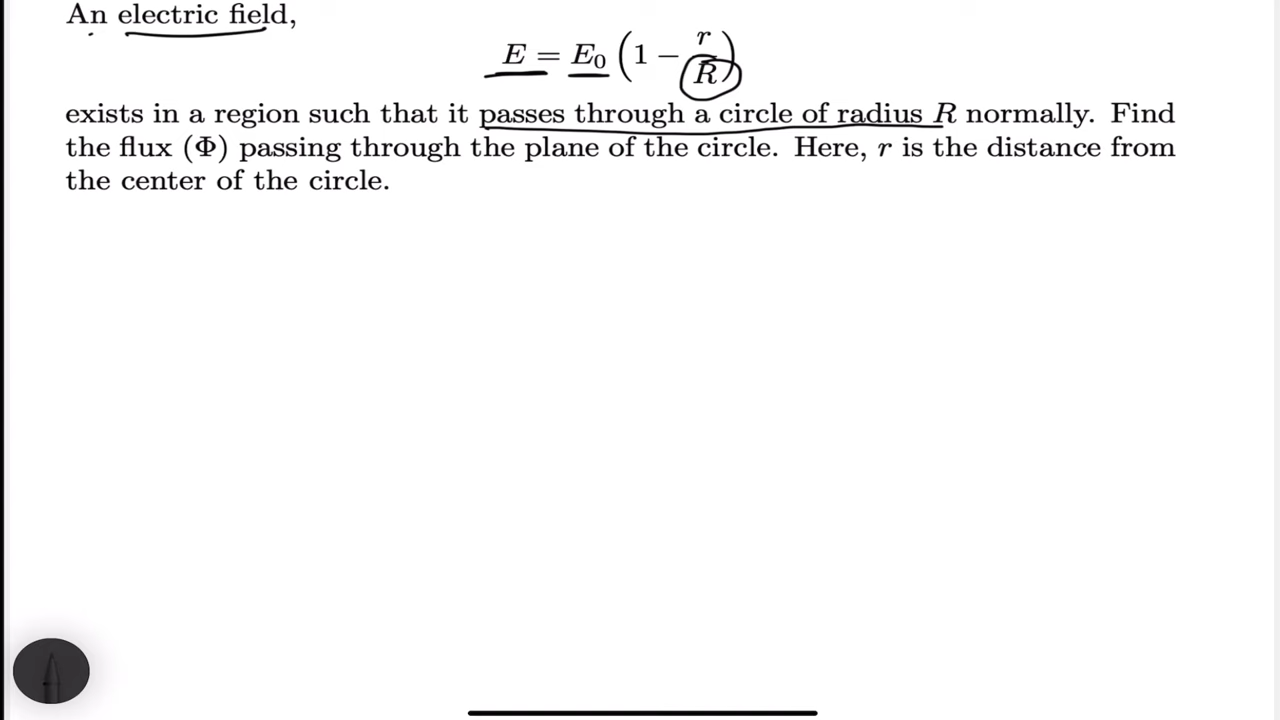 An electric field,
E = E₀ (1 − r/R)
exists in a region such that it passes through a circle of radius R normally. Find
the flux (Φ) passing through the plane of the circle. Here, r is the distance from
the center of the circle.